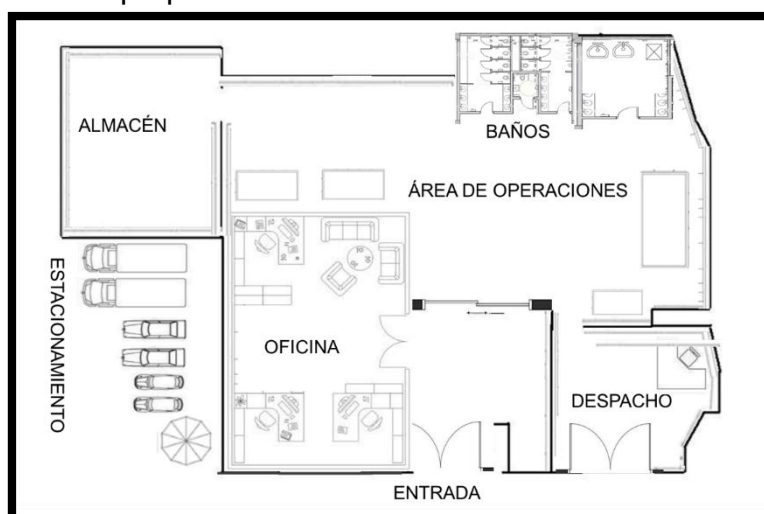 ALMACÉN
BAÑOS
ÁREA DE OPERACIONES
ESTACIONAMIENTO
OFICINA
DESPACHO
ENTRADA